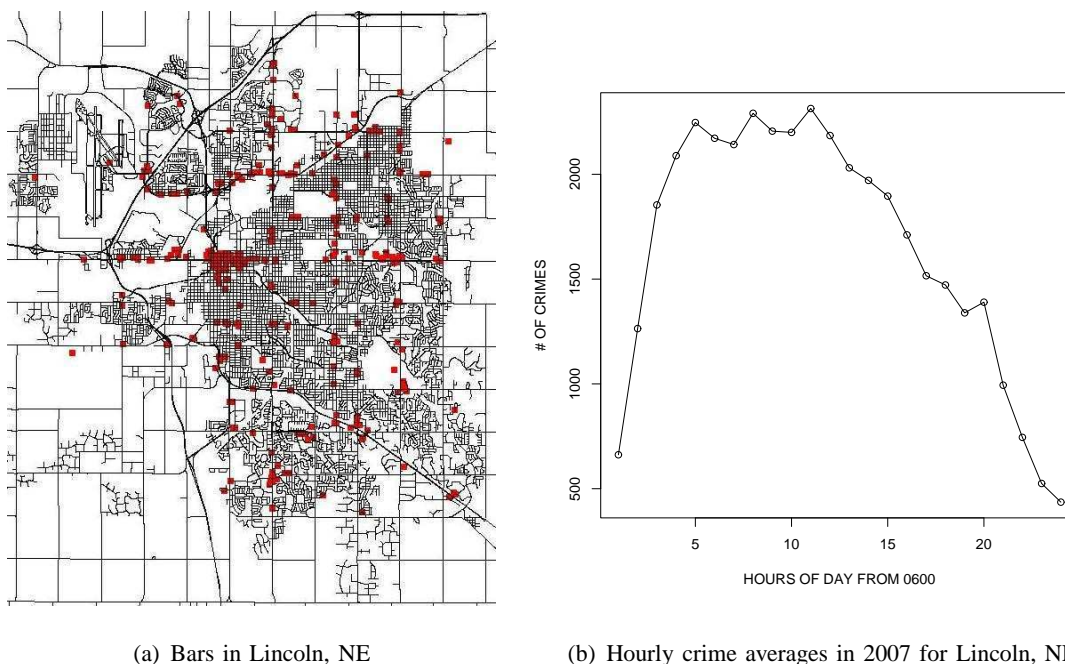 # OF CRIMES
500
1000
1500
2000
5
10
15
20
HOURS OF DAY FROM 0600
(a) Bars in Lincoln, NE
(b) Hourly crime averages in 2007 for Lincoln, NE